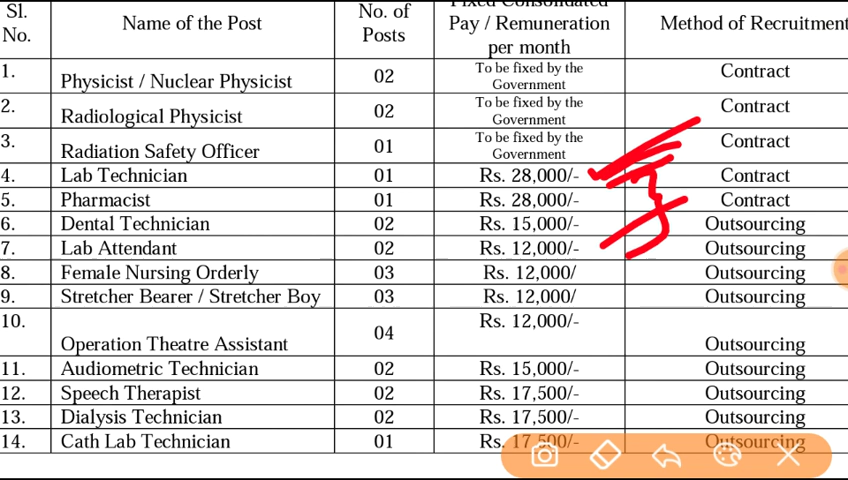 Sl. No. Name of the Post No. of Posts Fixed Consolidated Pay / Remuneration per month Method of Recruitment
1. Physicist / Nuclear Physicist 02 To be fixed by the Government Contract
2. Radiological Physicist 02 To be fixed by the Government Contract
3. Radiation Safety Officer 01 To be fixed by the Government Contract
4. Lab Technician 01 Rs. 28,000/- Contract
5. Pharmacist 01 Rs. 28,000/- Contract
6. Dental Technician 02 Rs. 15,000/- Outsourcing
7. Lab Attendant 02 Rs. 12,000/- Outsourcing
8. Female Nursing Orderly 03 Rs. 12,000/ Outsourcing
9. Stretcher Bearer / Stretcher Boy 03 Rs. 12,000/ Outsourcing
10. Operation Theatre Assistant 04 Rs. 12,000/- Outsourcing
11. Audiometric Technician 02 Rs. 15,000/- Outsourcing
12. Speech Therapist 02 Rs. 17,500/- Outsourcing
13. Dialysis Technician 02 Rs. 17,500/- Outsourcing
14. Cath Lab Technician 01 Rs. 17,500/- Outsourcing